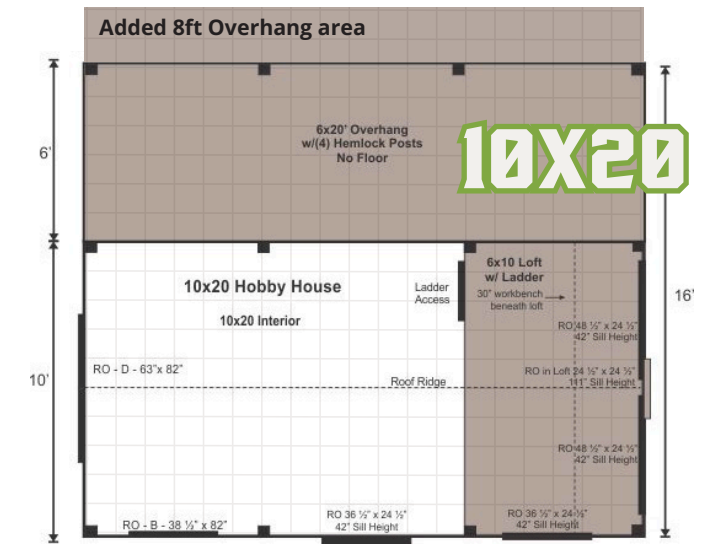 Added 8ft Overhang area
6x20' Overhang
w/(4) Hemlock Posts
No Floor
10X20
6'
10x20 Hobby House
10x20 Interior
Ladder
Access
6x10 Loft
w/ Ladder
30" workbench
beneath loft
16'
RO 48 ½" x 24 ½"
42" Sill Height
RO - D - 63"x 82"
10'
Roof Ridge
RO in Loft 24 ½" x 24 ½"
111" Sill Height
RO 48 ½" x 24 ½"
42" Sill Height
RO - B - 38 ½" x 82"
RO 36 ½" x 24 ½"
42" Sill Height
RO 36 ½" x 24 ½"
42" Sill Height